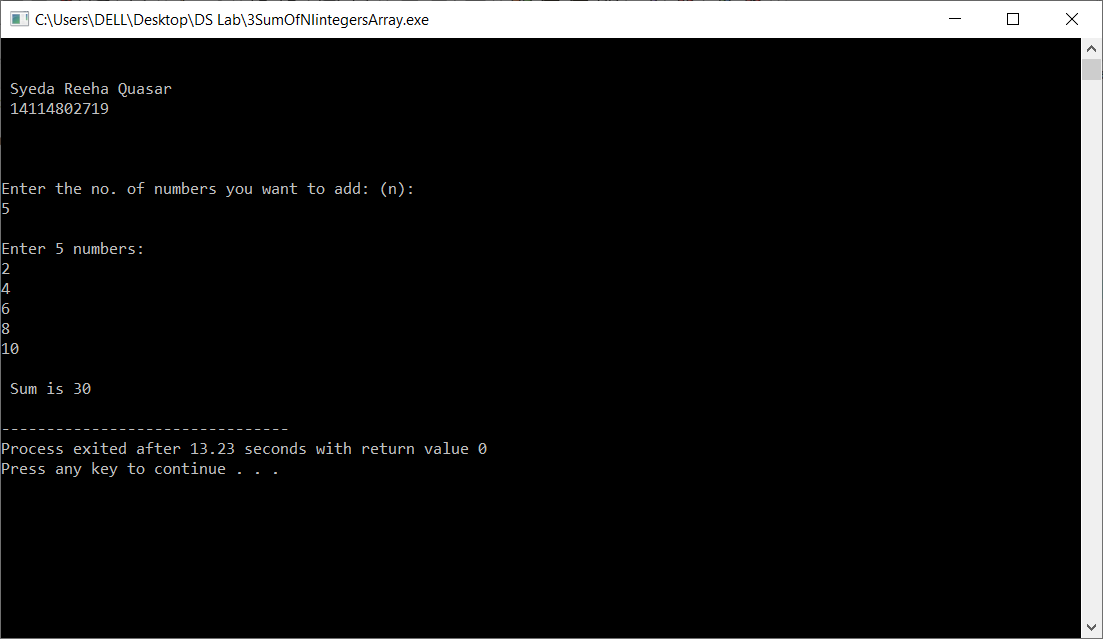 C:\Users\DELL\Desktop\DS Lab\3SumOfNIintegersArray.exe
Syeda Reeha Quasar
14114802719
Enter the no. of numbers you want to add: (n):
5
Enter 5 numbers:
2
4
6
8
10
Sum is 30
--------------------------------
Process exited after 13.23 seconds with return value 0
Press any key to continue . . .